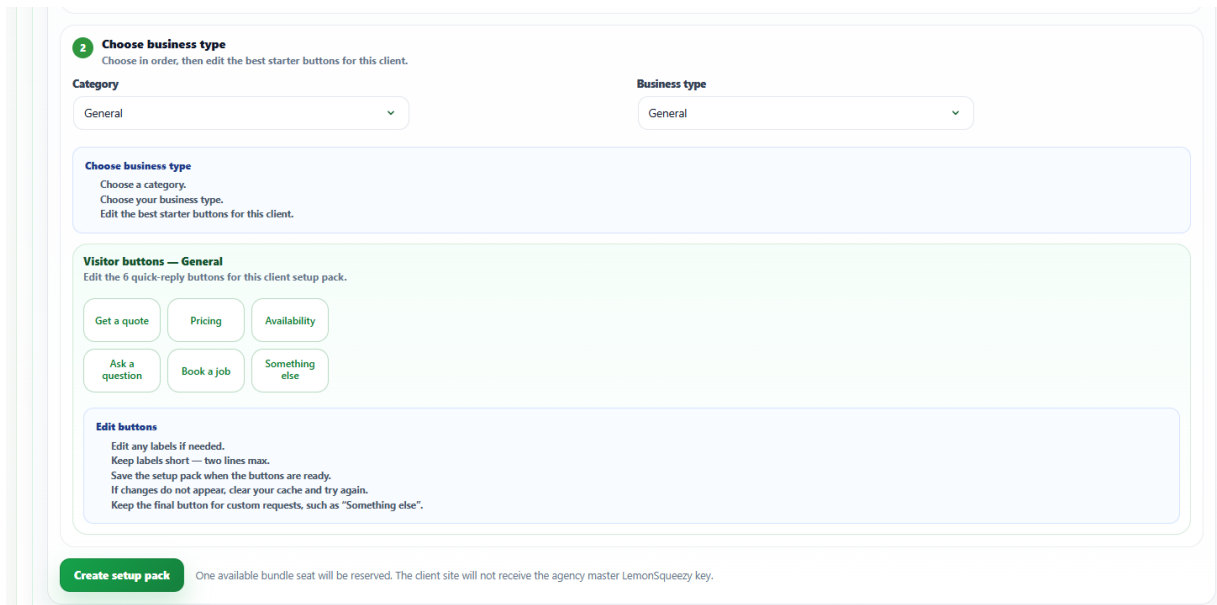 2
Choose business type
Choose in order, then edit the best starter buttons for this client.
Category
Business type
General
General
Choose business type
Choose a category.
Choose your business type.
Edit the best starter buttons for this client.
Visitor buttons — General
Edit the 6 quick-reply buttons for this client setup pack.
Get a quote
Pricing
Availability
Ask a
question
Book a job
Something
else
Edit buttons
Edit any labels if needed.
Keep labels short — two lines max.
Save the setup pack when the buttons are ready.
If changes do not appear, clear your cache and try again.
Keep the final button for custom requests, such as “Something else”.
Create setup pack
One available bundle seat will be reserved. The client site will not receive the agency master LemonSqueezy key.